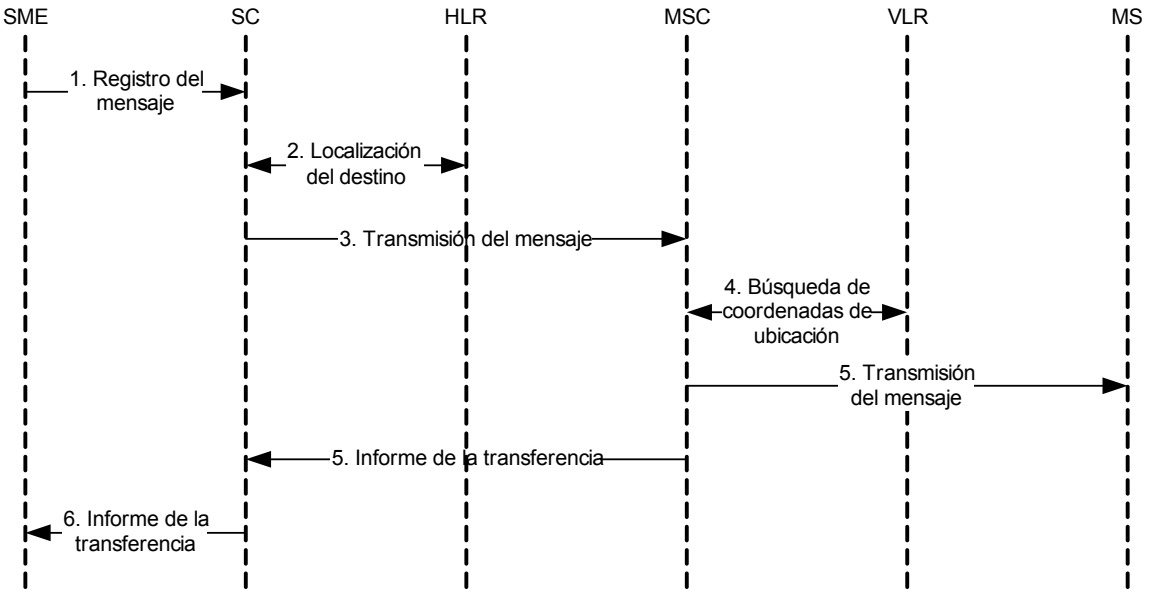 SME
SC
HLR
MSC
VLR
MS
1. Registro del
mensaje
2. Localización
del destino
3. Transmisión del mensaje
4. Búsqueda de
coordenadas de
ubicación
5. Transmisión
del mensaje
5. Informe de la transferencia
6. Informe de la
transferencia